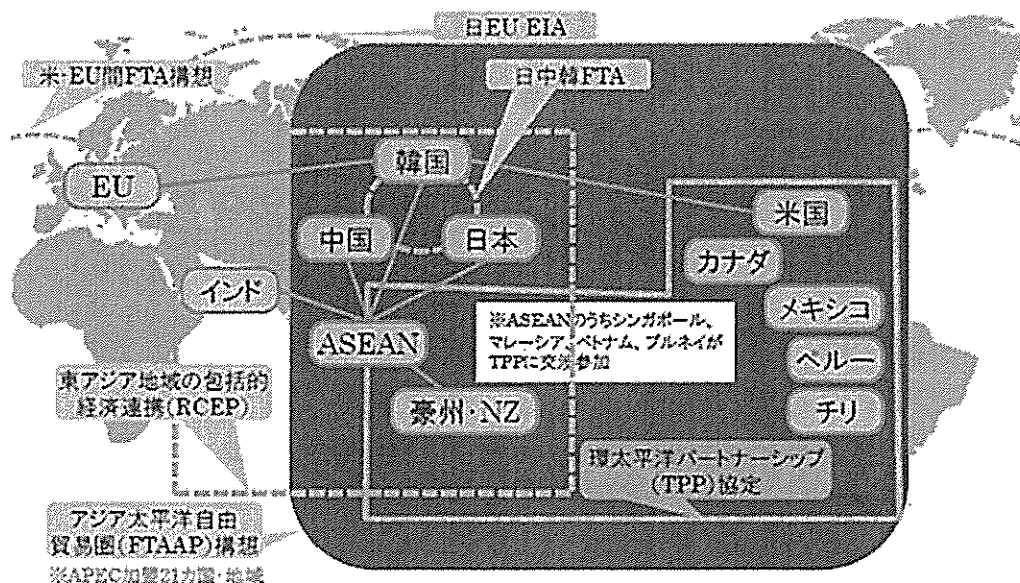 日EU EIA
米・EU間FTA構想
日中韓FTA
韓国
EU
米国
中国
日本
カナダ
インド
メキシコ
※ASEANのうちシンガポール、
マレーシア、ベトナム、ブルネイが
TPPに交渉参加
ASEAN
ペルー
東アジア地域の包括的
経済連携(RCEP)
豪州・NZ
チリ
環太平洋パートナーシップ
(TPP)協定
アジア太平洋自由
貿易圏(FTAAP)構想
※APEC加盟21カ国・地域